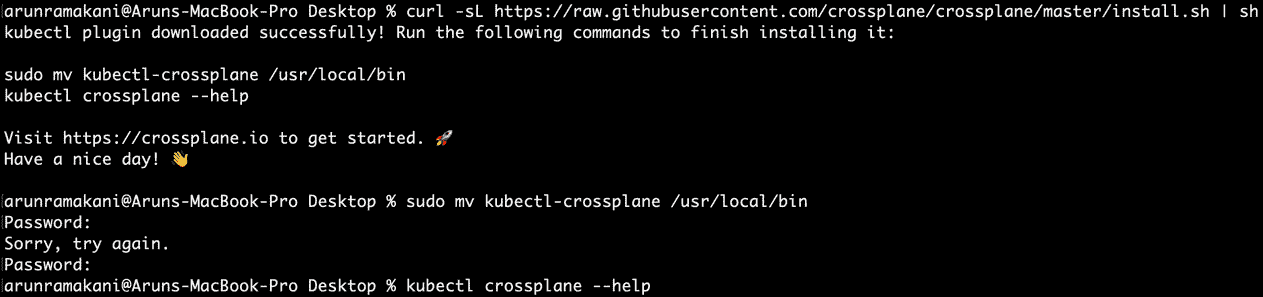 arunramakani@Aruns-MacBook-Pro Desktop % curl -sL https://raw.githubusercontent.com/crossplane/crossplane/master/install.sh | sh
kubectl plugin downloaded successfully! Run the following commands to finish installing it:
sudo mv kubectl-crossplane /usr/local/bin
kubectl crossplane --help
Visit https://crossplane.io to get started. 🚀
Have a nice day! 👋
arunramakani@Aruns-MacBook-Pro Desktop % sudo mv kubectl-crossplane /usr/local/bin
Password:
Sorry, try again.
Password:
arunramakani@Aruns-MacBook-Pro Desktop % kubectl crossplane --help